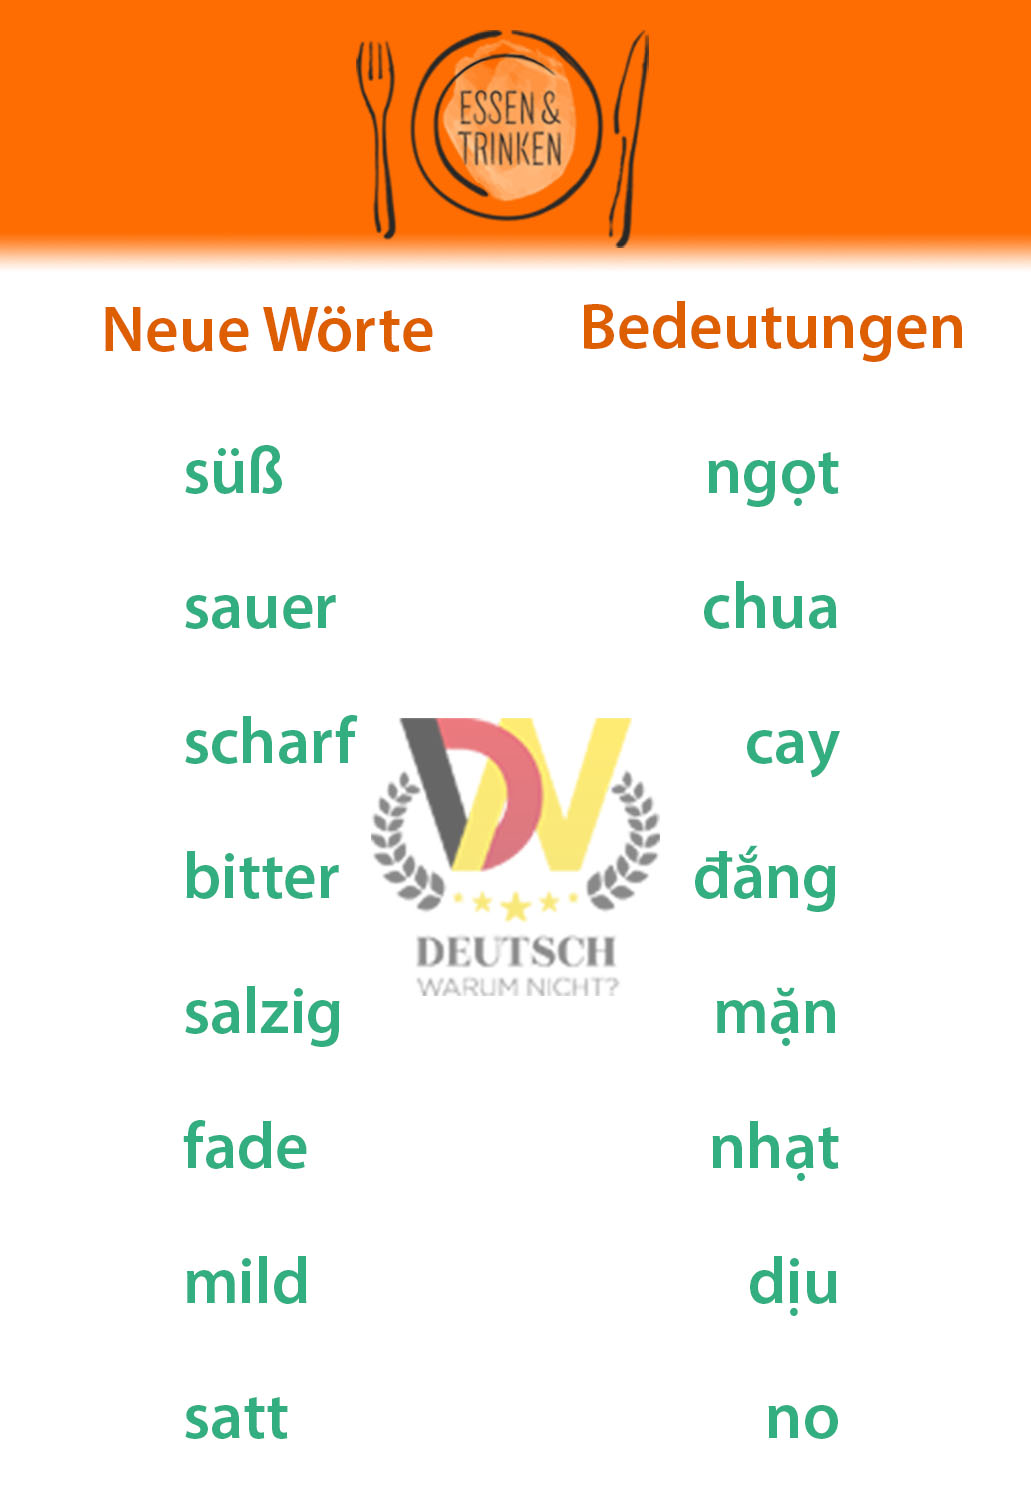 ESSEN &
TRINKEN
Neue Wörte Bedeutungen
süß ngọt
sauer chua
scharf cay
bitter đắng
salzig mặn
fade nhạt
mild dịu
satt no
DEUTSCH
WARUM NICHT?